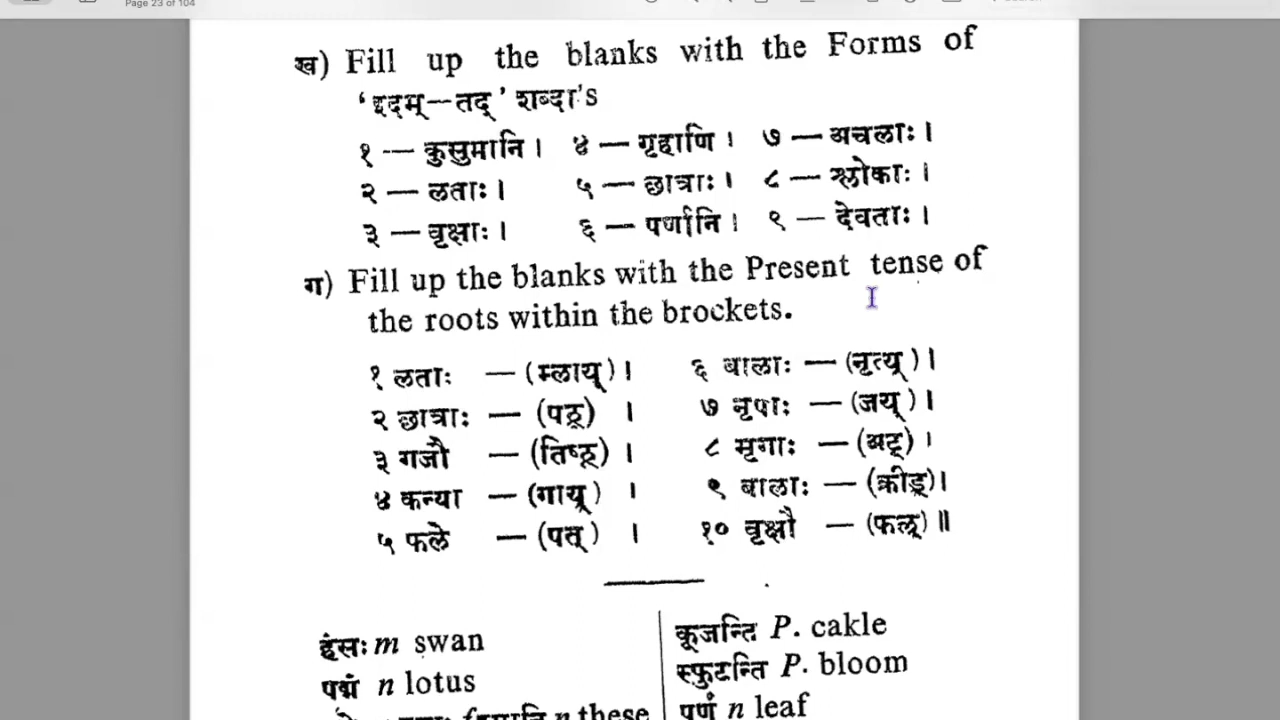 Page 23 of 104
ख) Fill up the blanks with the Forms of
‘इदम्—तद्’ शब्दा's
१ — कुसुमानि । ४ — गृहाणि । ७ — अचलाः ।
२ — लताः । ५ — छात्राः । ८ — श्लोकाः ।
३ — वृक्षाः । ६ — पर्णानि । ९ — देवताः ।
ग) Fill up the blanks with the Present tense of
the roots within the brockets.
१ लताः — (म्लाय्) । ६ बालाः — (नृत्य्) ।
२ छात्राः — (पठ्) । ७ नृपाः — (जय्) ।
३ गजौ — (तिष्ठ्) । ८ मृगाः — (अट्) ।
४ कन्या — (गाय्) । ९ बालाः — (क्रीड्) ।
५ फले — (पत्) । १० वृक्षौ — (फल्) ॥
हंसः m swan
पद्मं n lotus
n these
कूजन्ति P. cakle
स्फुटन्ति P. bloom
पर्णं n leaf